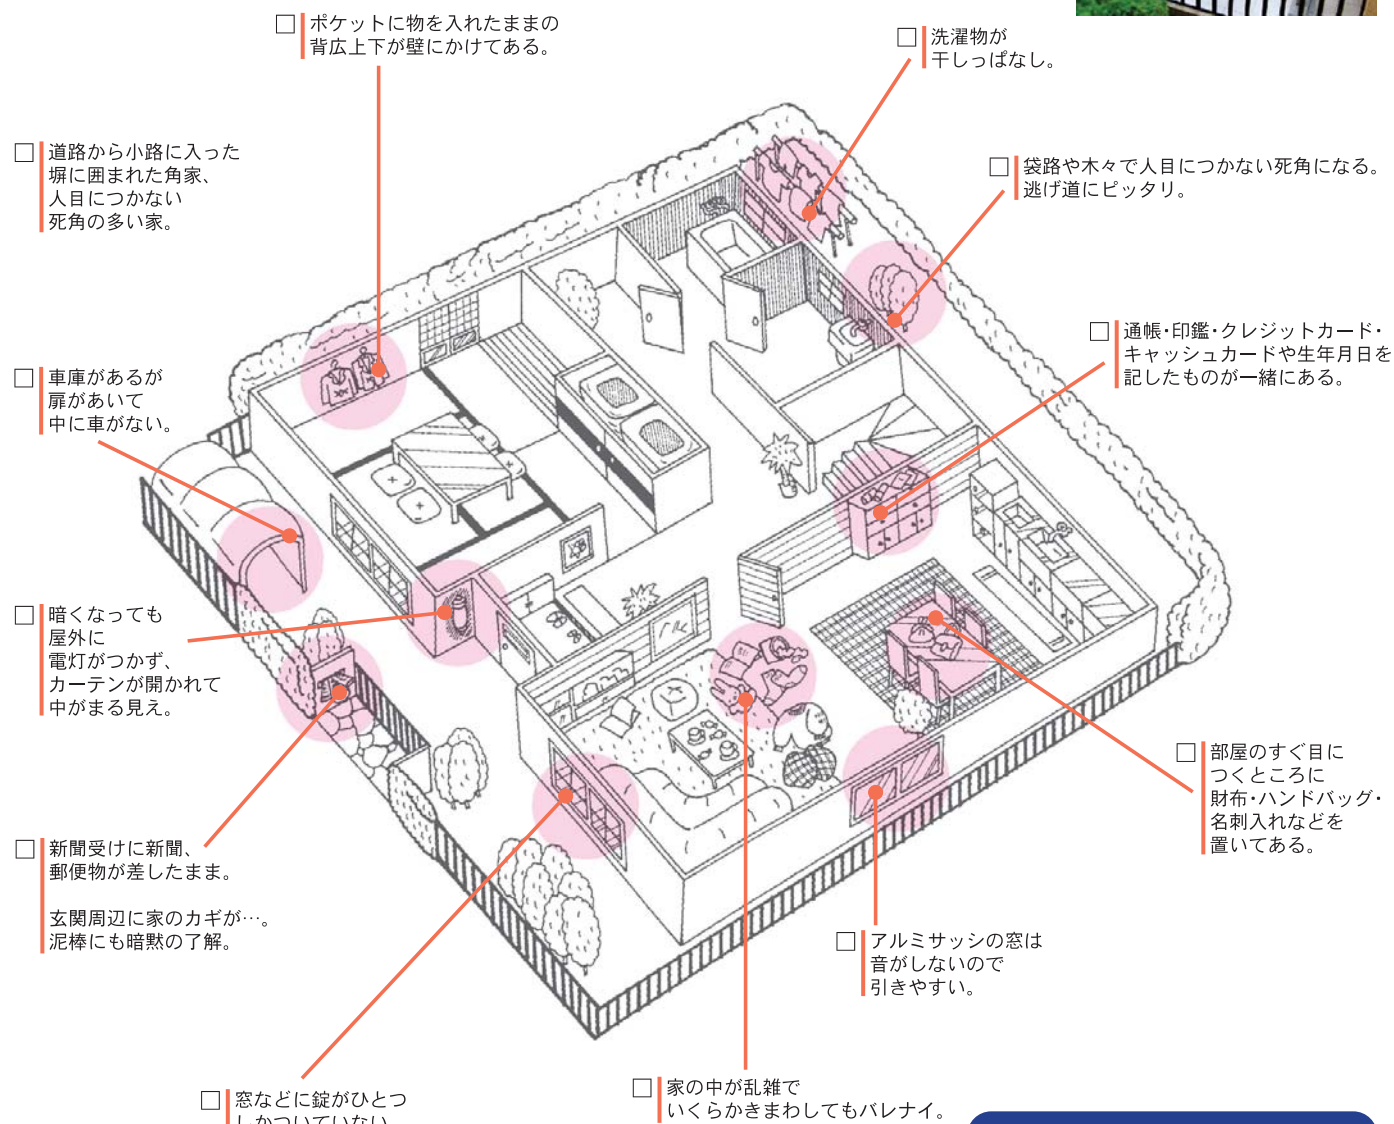 ポケットに物を入れたままの
背広上下が壁にかけてある。
洗濯物が
干しっぱなし。
道路から小路に入った
塀に囲まれた角家、
人目につかない
死角の多い家。
袋路や木々で人目につかない死角になる。
逃げ道にピッタリ。
通帳・印鑑・クレジットカード・
キャッシュカードや生年月日を
記したものが一緒にある。
車庫があるが
扉があいて
中に車がない。
暗くなっても
屋外に
電灯がつかず、
カーテンが開かれて
中がまる見え。
部屋のすぐ目に
つくところに
財布・ハンドバッグ・
名刺入れなどを
置いてある。
新聞受けに新聞、
郵便物が差したまま。
玄関周辺に家のカギが…。
泥棒にも暗黙の了解。
アルミサッシの窓は
音がしないので
引きやすい。
窓などに錠がひとつ
しかついていない
家の中が乱雑で
いくらかきまわしてもバレナイ。